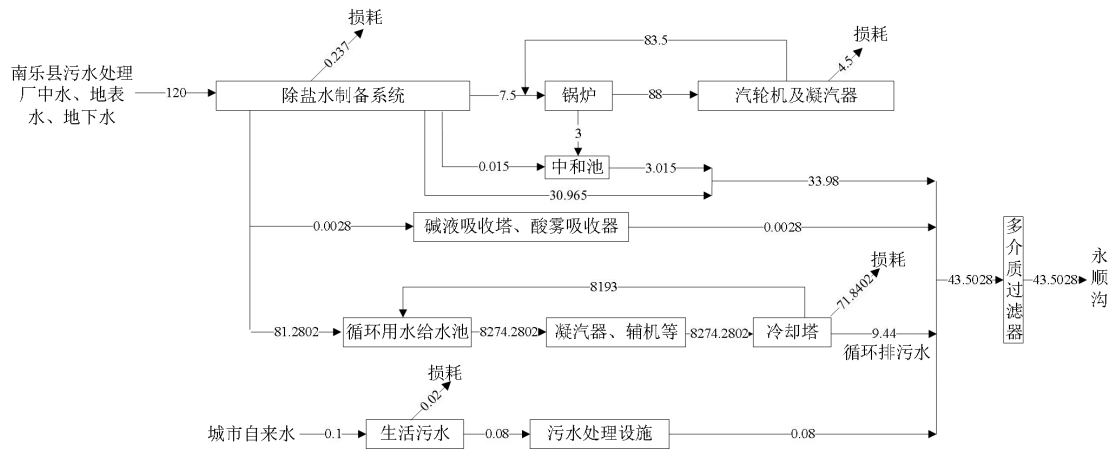 损耗
0.237
83.5
损耗
4.5
南乐县污水处理
厂中水、地表
水、地下水
120
除盐水制备系统
7.5
锅炉
88
汽轮机及凝汽器
3
0.015
中和池
3.015
30.965
33.98
0.0028
碱液吸收塔、酸雾吸收器
0.0028
多介质过滤器
43.5028
43.5028
永顺沟
损耗
71.8402
8193
81.2802
循环用水给水池
8274.2802
凝汽器、辅机等
8274.2802
冷却塔
9.44
循环排污水
损耗
0.02
城市自来水
0.1
生活污水
0.08
污水处理设施
0.08